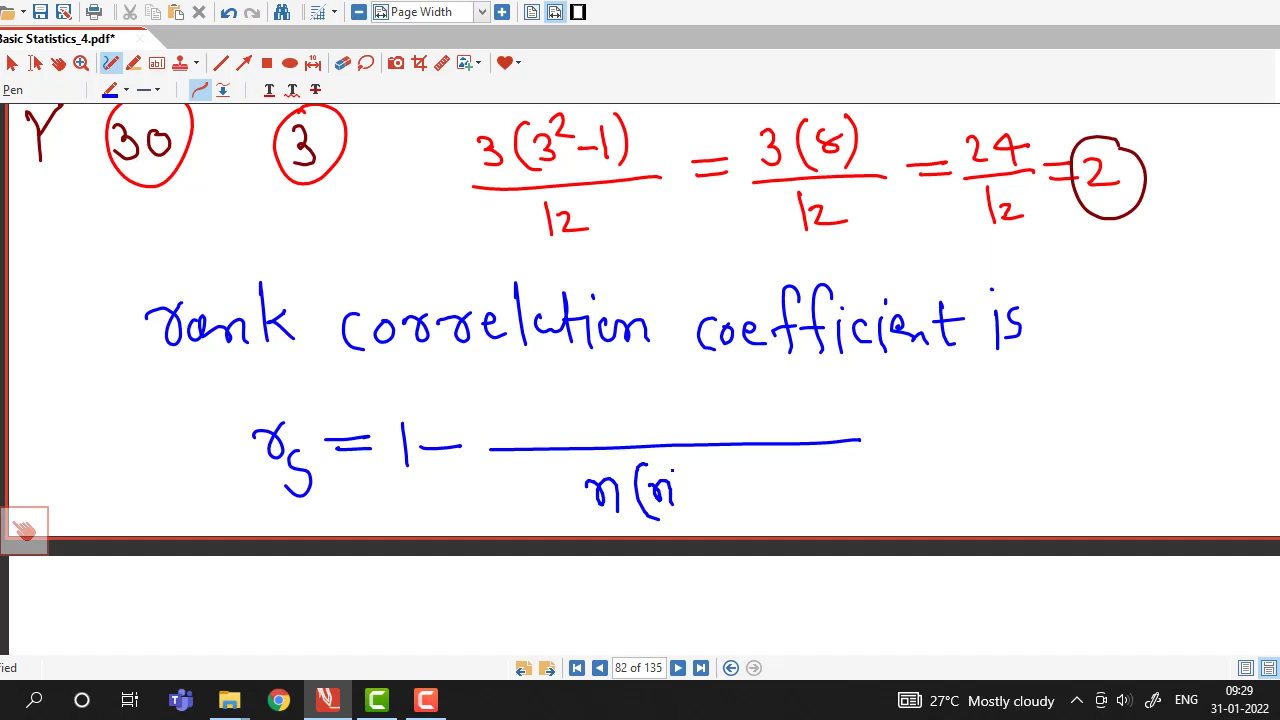 Page Width
Basic Statistics_4.pdf*
Pen
Y 30 3 3(3²-1)/12 = 3(8)/12 = 24/12 = 2
rank correlation coefficient is
r_s = 1 - ―/n(n
82 of 135
ENG
27°C Mostly cloudy
09:29
31-01-2022